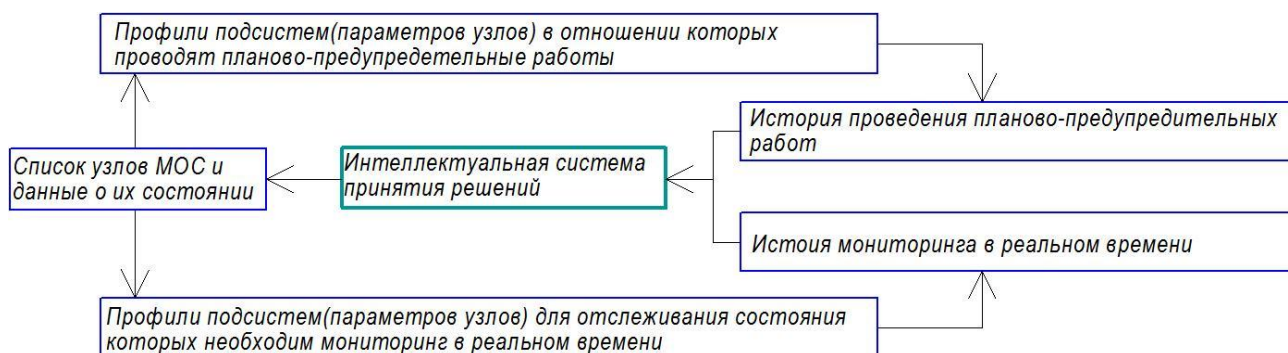 Профили подсистем(параметров узлов) в отношении которых
проводят планово-предупредетельные работы
История проведения планово-предупредительных
работ
Список узлов МОС и
данные о их состоянии
Интеллектуальная система
принятия решений
Истоия мониторинга в реальном времени
Профили подсистем(параметров узлов) для отслеживания состояния
которых необходим мониторинг в реальном времени